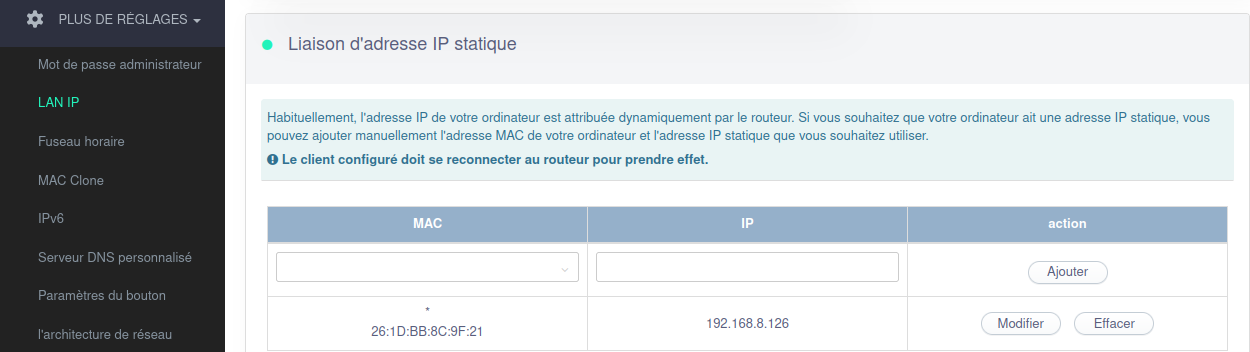 PLUS DE RÉGLAGES
Mot de passe administrateur
LAN IP
Fuseau horaire
MAC Clone
IPv6
Serveur DNS personnalisé
Paramètres du bouton
l'architecture de réseau
Liaison d'adresse IP statique
Habituellement, l'adresse IP de votre ordinateur est attribuée dynamiquement par le routeur. Si vous souhaitez que votre ordinateur ait une adresse IP statique, vous
pouvez ajouter manuellement l'adresse MAC de votre ordinateur et l'adresse IP statique que vous souhaitez utiliser.
Le client configuré doit se reconnecter au routeur pour prendre effet.
MAC IP action
Ajouter
*
26:1D:BB:8C:9F:21 192.168.8.126 Modifier Effacer